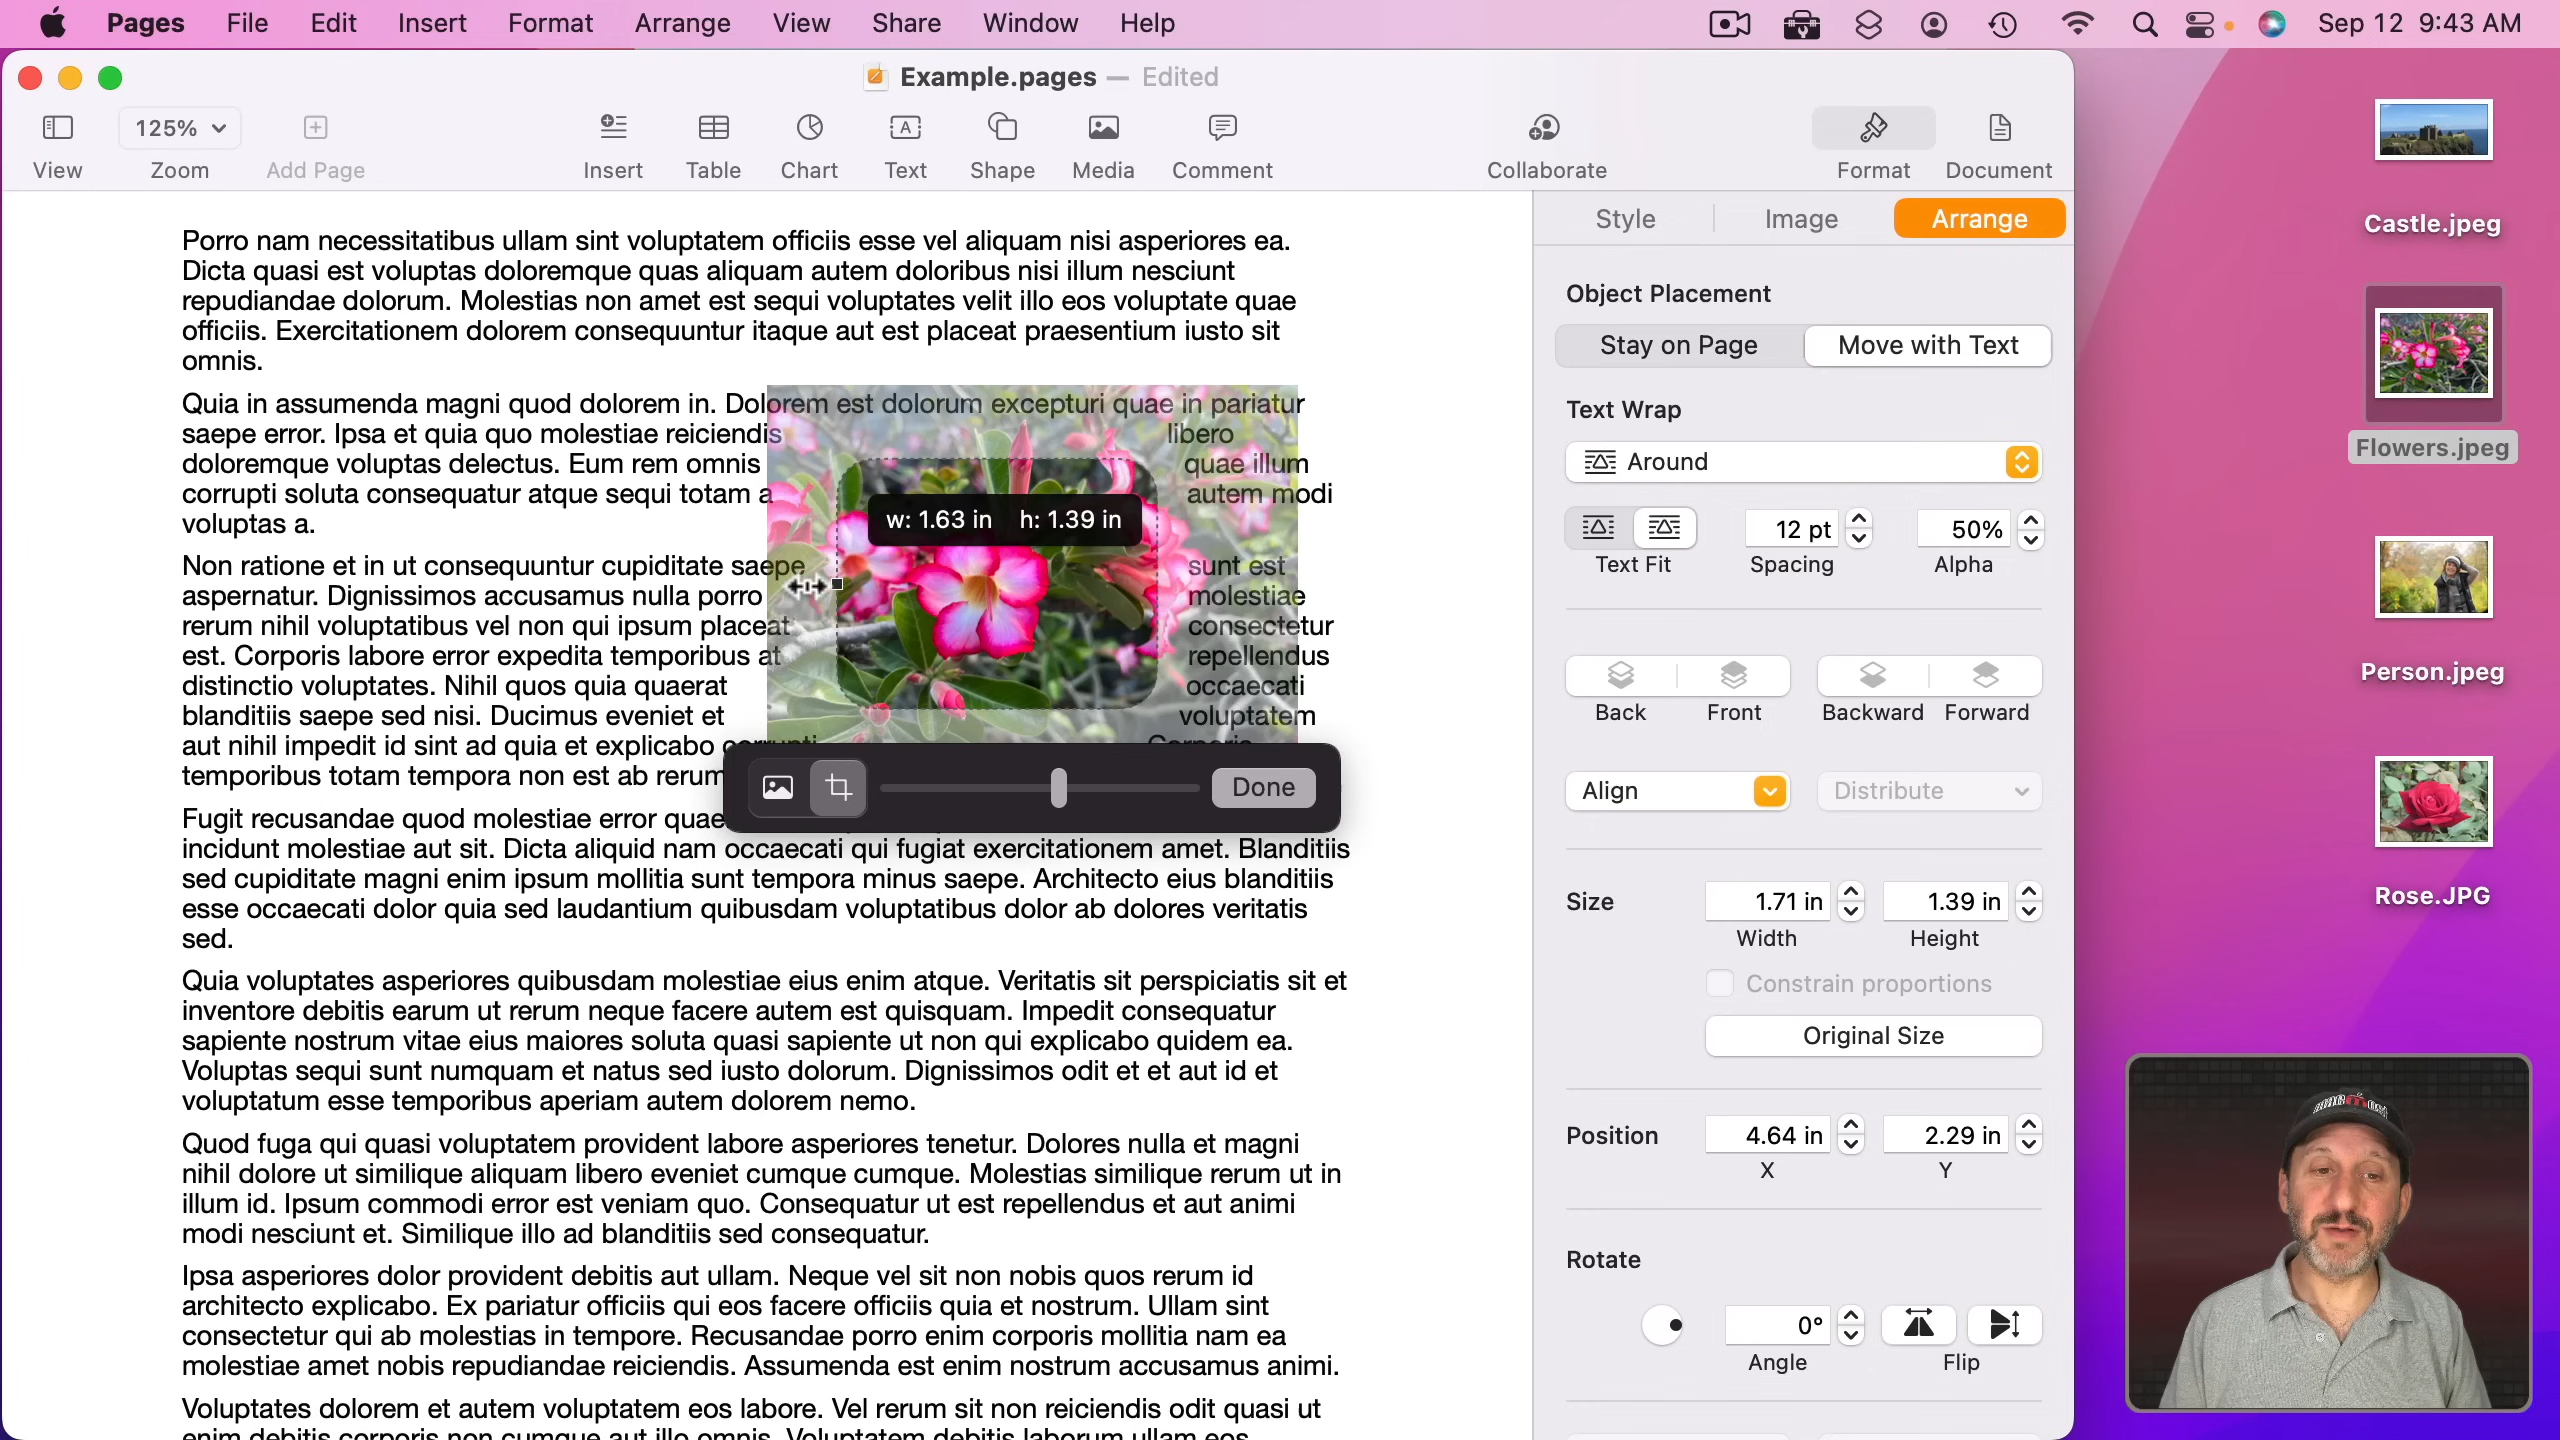 Pages File Edit Insert Format Arrange View Share Window Help Sep 12 9:43 AM
Example.pages — Edited
125%
View Zoom Add Page Insert Table Chart Text Shape Media Comment Collaborate Format Document
Porro nam necessitatibus ullam sint voluptatem officiis esse vel aliquam nisi asperiores ea.
Dicta quasi est voluptas doloremque quas aliquam autem doloribus nisi illum nesciunt
repudiandae dolorum. Molestias non amet est sequi voluptates velit illo eos voluptate quae
officiis. Exercitationem dolorem consequuntur itaque aut est placeat praesentium iusto sit
omnis.
Quia in assumenda magni quod dolorem in. Dolorem est dolorum excepturi quae in pariatur
saepe error. Ipsa et quia quo molestiae reiciendis libero
doloremque voluptas delectus. Eum rem omnis quae illum
corrupti soluta consequatur atque sequi totam a autem modi
voluptas a.
w: 1.63 in h: 1.39 in
Non ratione et in ut consequuntur cupiditate saepe sunt est
aspernatur. Dignissimos accusamus nulla porro molestiae
rerum nihil voluptatibus vel non qui ipsum placeat consectetur
est. Corporis labore error expedita temporibus at repellendus
distinctio voluptates. Nihil quos quia quaerat occaecati
blanditiis saepe sed nisi. Ducimus eveniet et voluptatem
aut nihil impedit id sint ad quia et explicabo corrupti Corporis
temporibus totam tempora non est ab rerum
Done
Fugit recusandae quod molestiae error quae
incidunt molestiae aut sit. Dicta aliquid nam occaecati qui fugiat exercitationem amet. Blanditiis
sed cupiditate magni enim ipsum mollitia sunt tempora minus saepe. Architecto eius blanditiis
esse occaecati dolor quia sed laudantium quibusdam voluptatibus dolor ab dolores veritatis
sed.
Quia voluptates asperiores quibusdam molestiae eius enim atque. Veritatis sit perspiciatis sit et
inventore debitis earum ut rerum neque facere autem est quisquam. Impedit consequatur
sapiente nostrum vitae eius maiores soluta quasi sapiente ut non qui explicabo quidem ea.
Voluptas sequi sunt numquam et natus sed iusto dolorum. Dignissimos odit et et aut id et
voluptatum esse temporibus aperiam autem dolorem nemo.
Quod fuga qui quasi voluptatem provident labore asperiores tenetur. Dolores nulla et magni
nihil dolore ut similique aliquam libero eveniet cumque cumque. Molestias similique rerum ut in
illum id. Ipsum commodi error est veniam quo. Consequatur ut est repellendus et aut animi
modi nesciunt et. Similique illo ad blanditiis sed consequatur.
Ipsa asperiores dolor provident debitis aut ullam. Neque vel sit non nobis quos rerum id
architecto explicabo. Ex pariatur officiis qui eos facere officiis quia et nostrum. Ullam sint
consectetur qui ab molestias in tempore. Recusandae porro enim corporis mollitia nam ea
molestiae amet nobis repudiandae reiciendis. Assumenda est enim nostrum accusamus animi.
Voluptates dolorem et autem voluptatem eos labore. Vel rerum sit non reiciendis odit quasi ut
enim debitis corporis non cumque aut illo omnis. Voluptatem debitis laborum ullam eos
Style Image Arrange
Object Placement
Stay on Page Move with Text
Text Wrap
Around
12 pt 50%
Text Fit Spacing Alpha
Back Front Backward Forward
Align Distribute
Size 1.71 in 1.39 in
Width Height
Constrain proportions
Original Size
Position 4.64 in 2.29 in
X Y
Rotate
0°
Angle Flip
Castle.jpeg
Flowers.jpeg
Person.jpeg
Rose.JPG